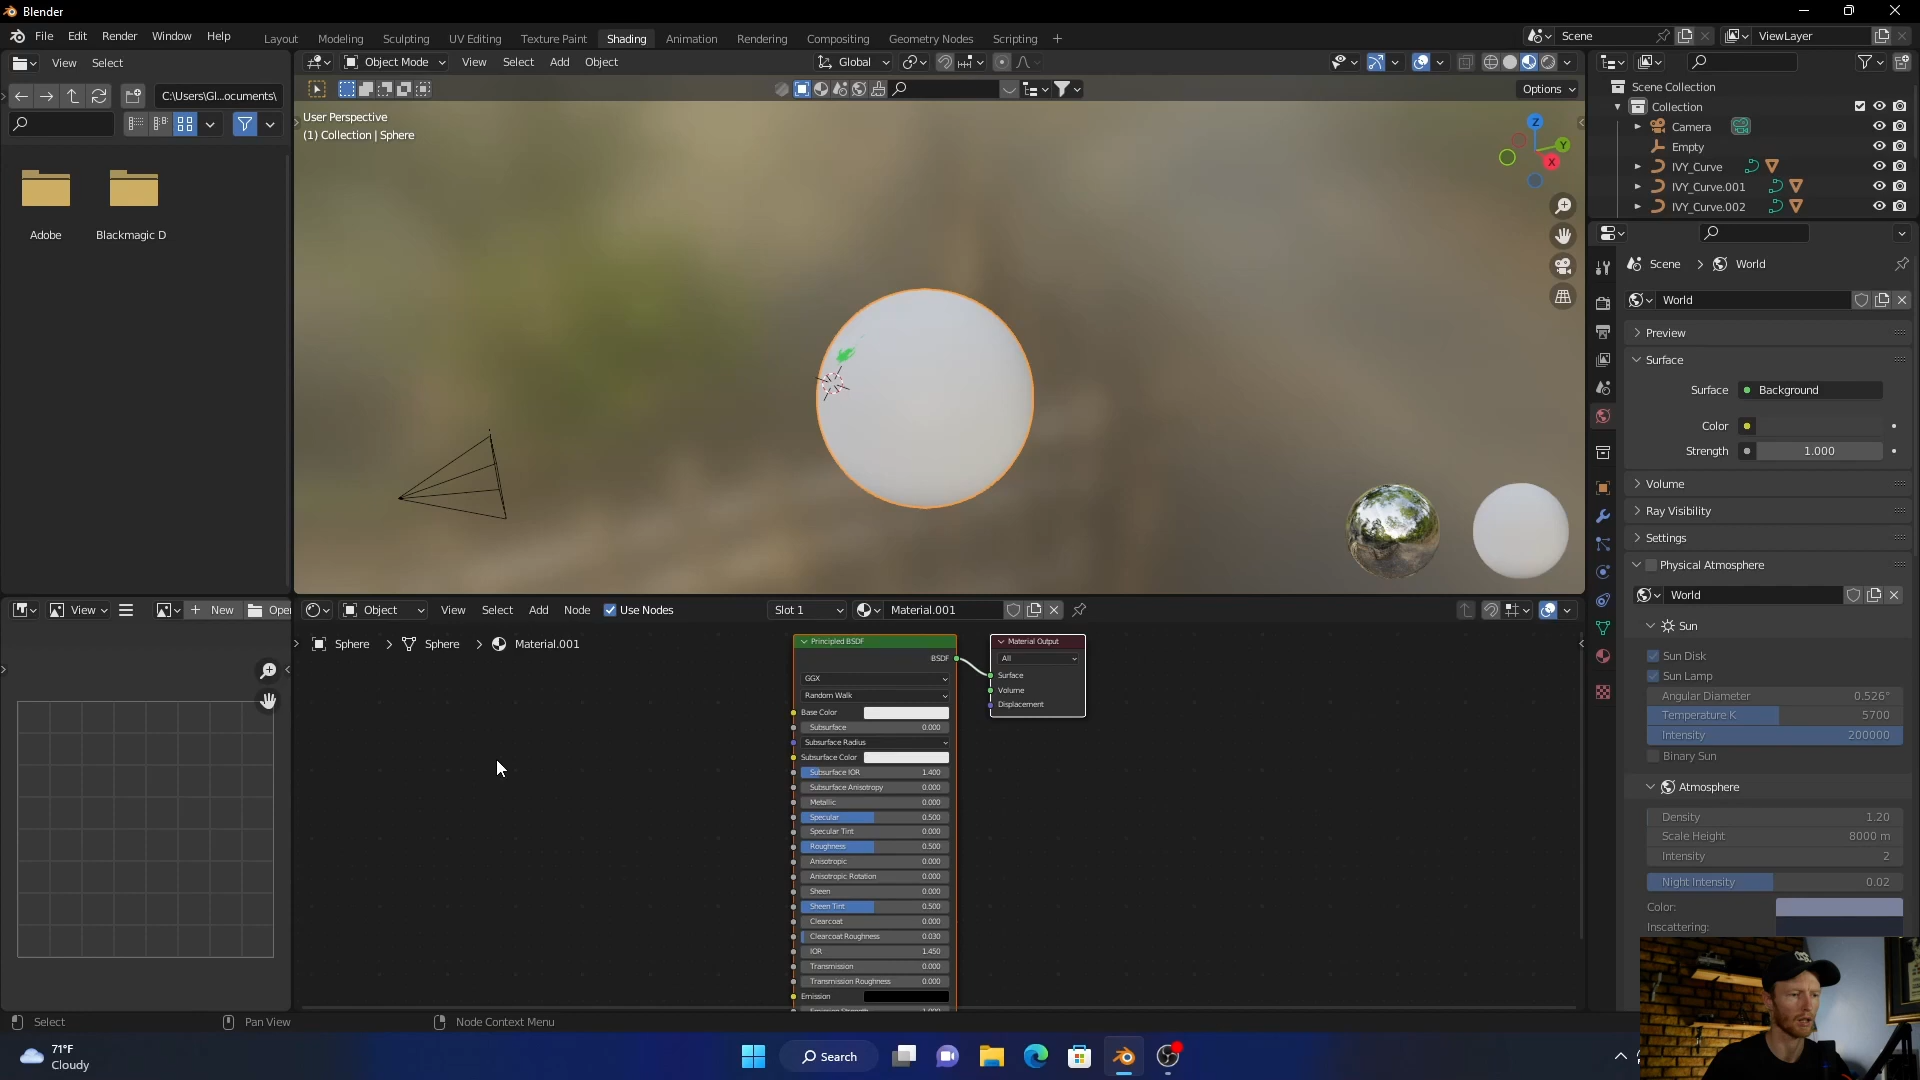 Blender
File Edit Render Window Help
Layout Modeling Sculpting UV Editing Texture Paint Shading Animation Rendering Compositing Geometry Nodes Scripting +
Scene
ViewLayer
View Select
Object Mode View Select Add Object
Global
C:\Users\Gl...ocuments\
Options
User Perspective
(1) Collection | Sphere
Z
Y
X
Adobe
Blackmagic D
Scene Collection
Collection
Camera
Empty
IVY_Curve
IVY_Curve.001
IVY_Curve.002
Scene > World
World
Preview
Surface
Surface Background
Color
Strength 1.000
Volume
Ray Visibility
Settings
Physical Atmosphere
World
Sun
Sun Disk
Sun Lamp
Angular Diameter 0.526°
Temperature K 5700
Intensity 200000
Binary Sun
Atmosphere
Density 1.20
Scale Height 8000 m
Intensity 2
Night Intensity 0.02
Color:
Inscattering:
View
+ New
Oper
Object View Select Add Node Use Nodes
Slot 1
Material.001
Sphere > Sphere > Material.001
Principled BSDF
BSDF
GGX
Random Walk
Base Color
Subsurface 0.000
Subsurface Radius
Subsurface Color
Subsurface IOR 1.400
Subsurface Anisotropy 0.000
Metallic 0.000
Specular 0.500
Specular Tint 0.000
Roughness 0.500
Anisotropic 0.000
Anisotropic Rotation 0.000
Sheen 0.000
Sheen Tint 0.500
Clearcoat 0.000
Clearcoat Roughness 0.030
IOR 1.450
Transmission 0.000
Transmission Roughness 0.000
Emission
Material Output
All
Surface
Volume
Displacement
Select
Pan View
Node Context Menu
71°F
Cloudy
Search